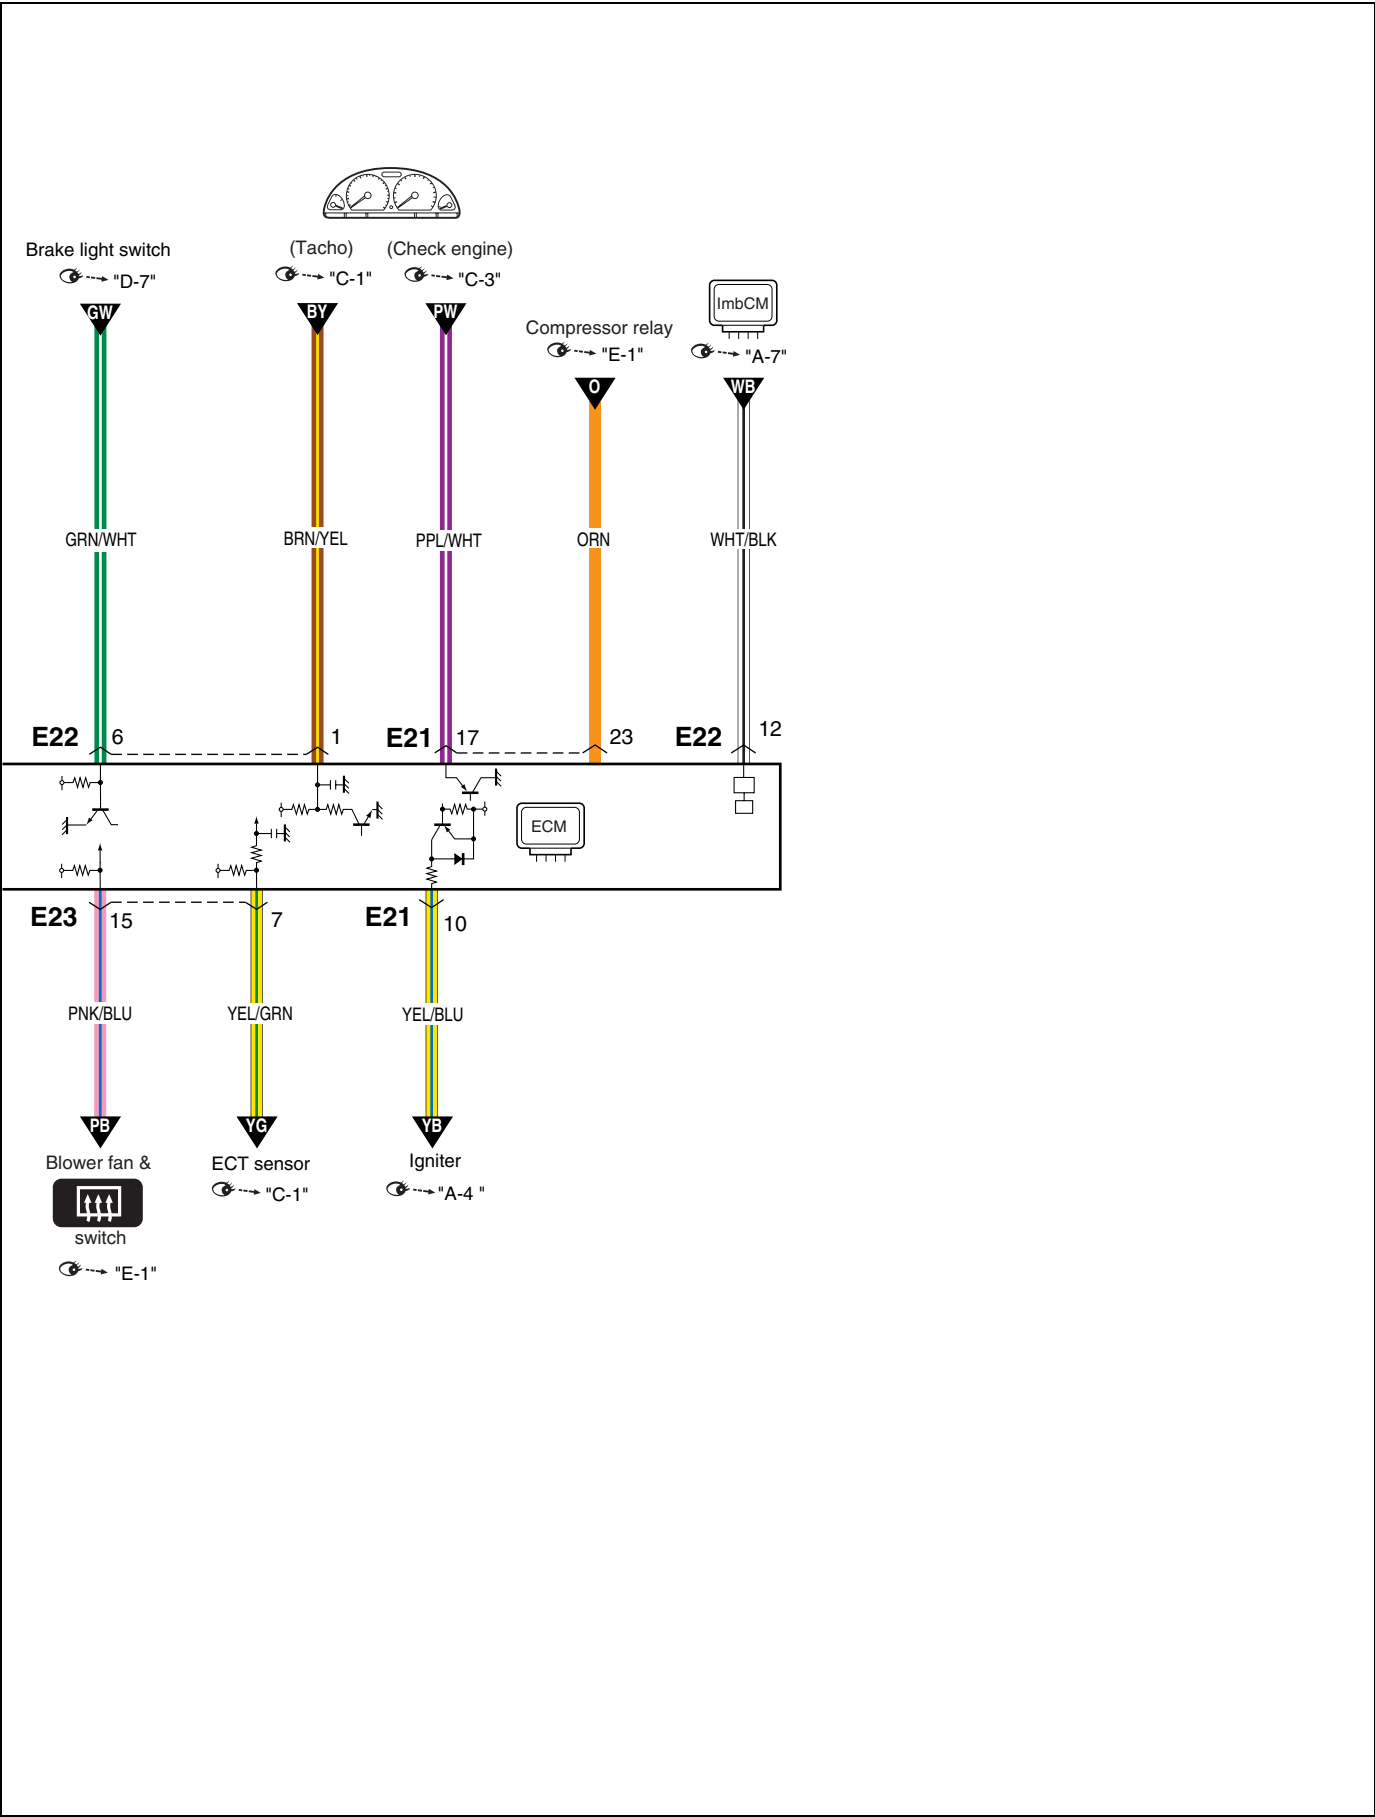 Brake light switch
"D-7"
GW
(Tacho)
"C-1"
BY
(Check engine)
"C-3"
PW
Compressor relay
"E-1"
O
ImbCM
"A-7"
WB
GRN/WHT
BRN/YEL
PPL/WHT
ORN
WHT/BLK
E22
6
1
E21
17
23
E22
12
ECM
E23
15
7
E21
10
PNK/BLU
YEL/GRN
YEL/BLU
PB
Blower fan &
switch
"E-1"
YG
ECT sensor
"C-1"
YB
Igniter
"A-4 "